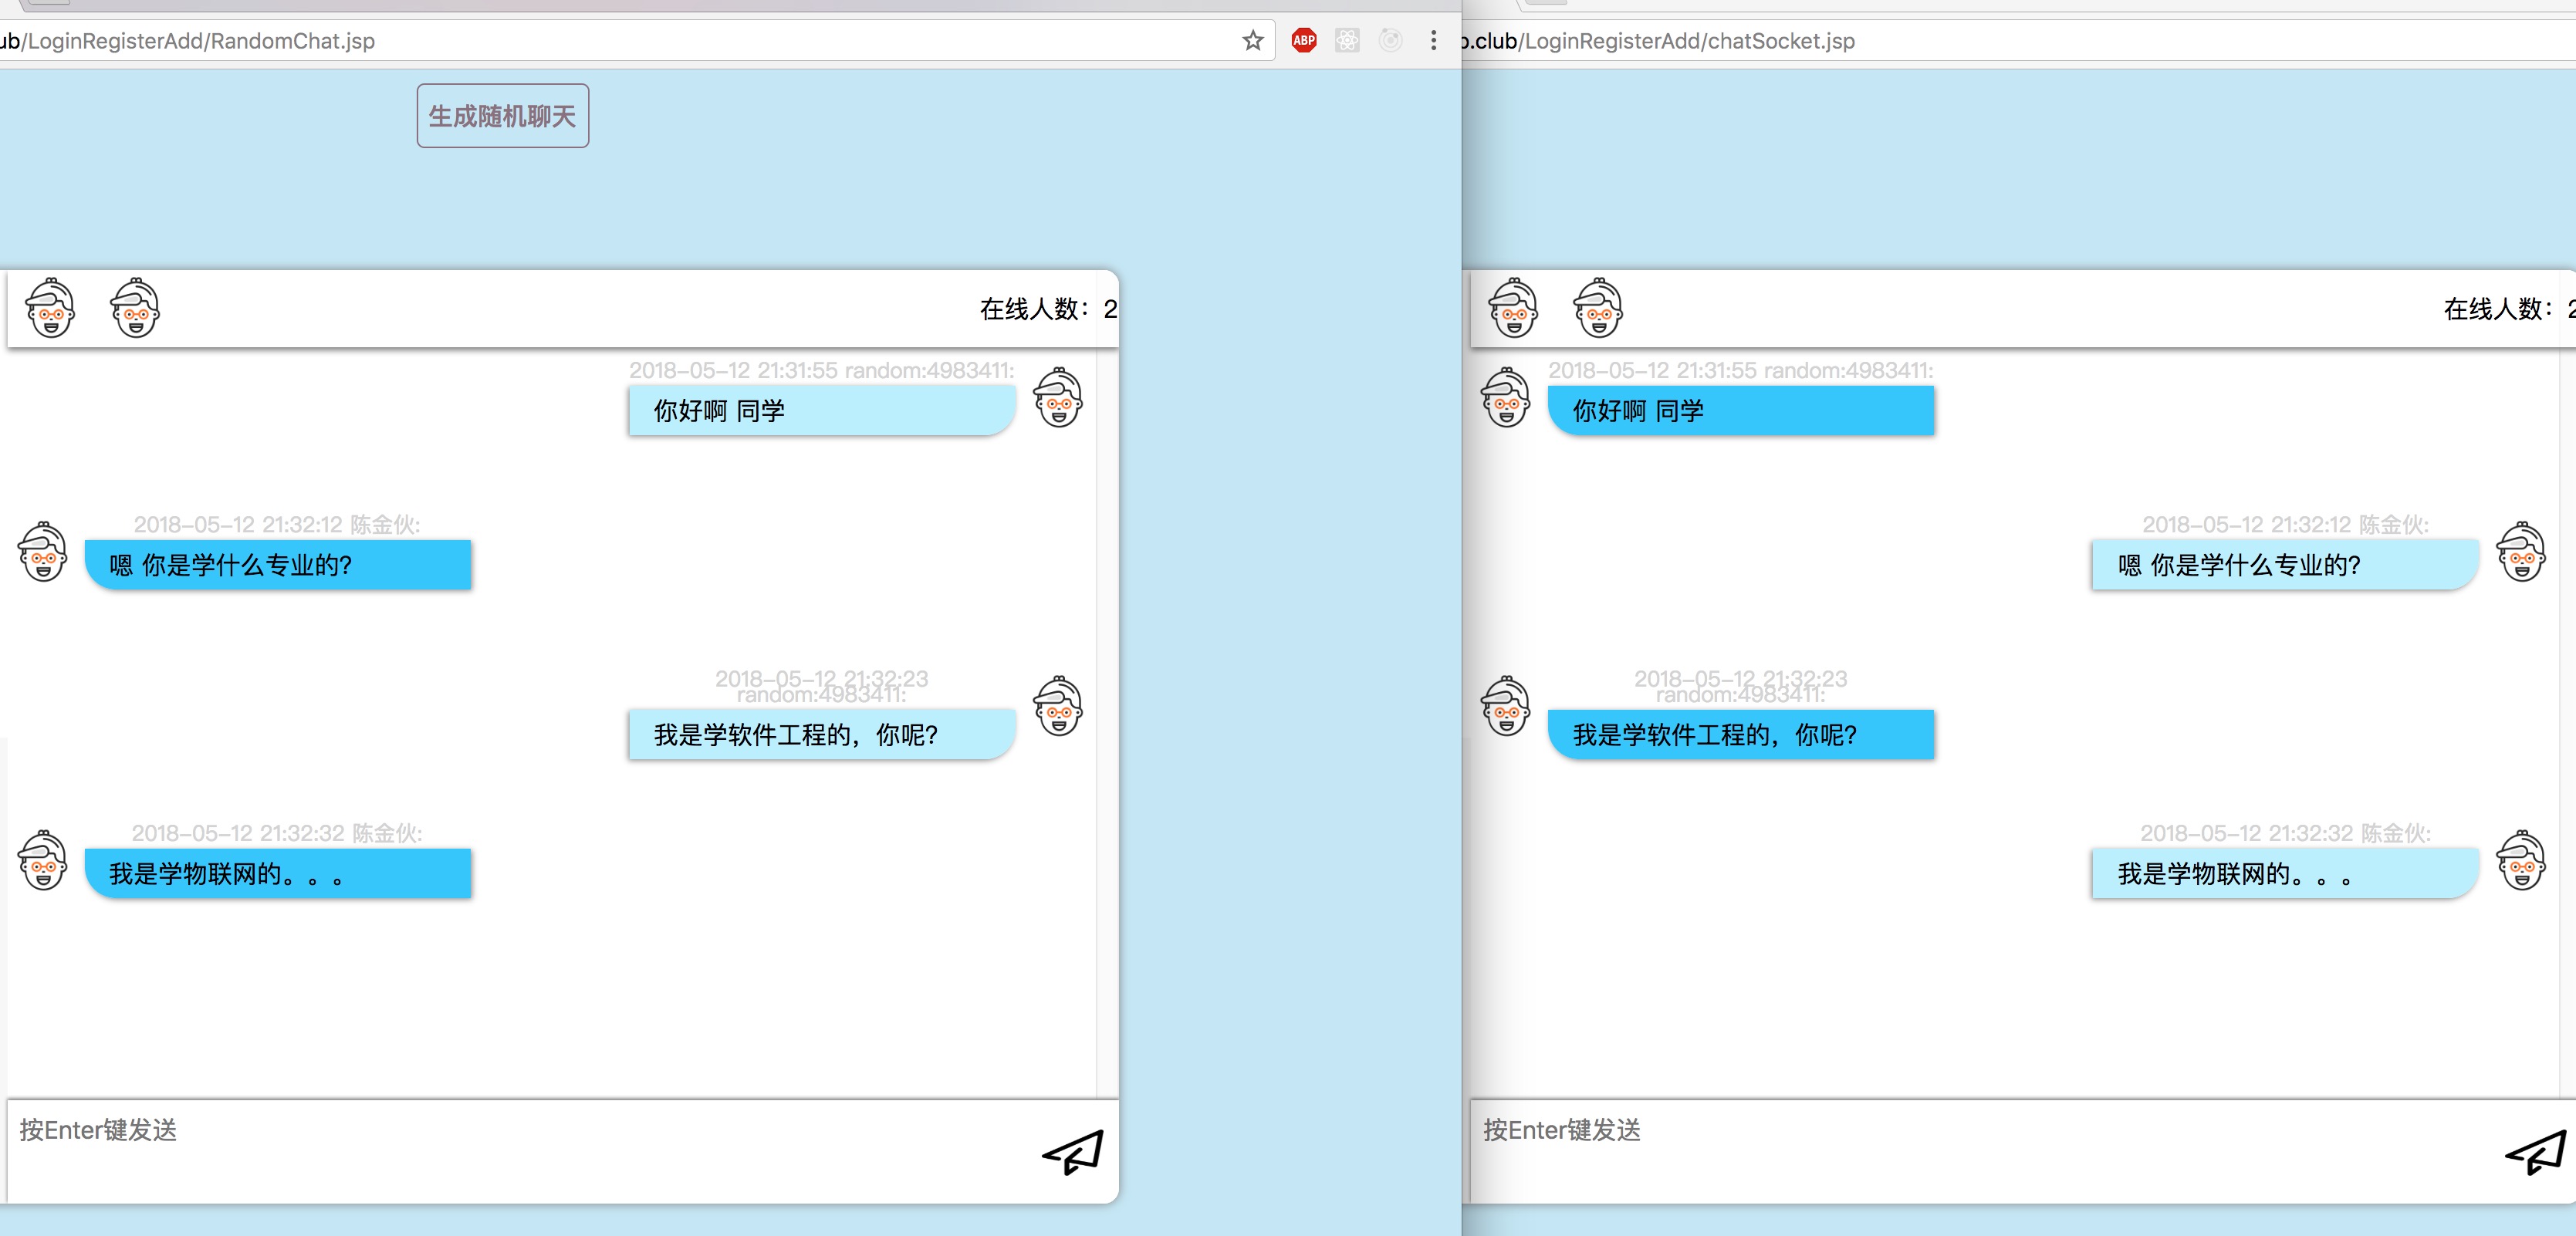 ub/LoginRegisterAdd/RandomChat.jsp
ABP
生成随机聊天
在线人数：2
2018-05-12 21:31:55 random:4983411:
你好啊 同学
2018-05-12 21:32:12 陈金伙:
嗯 你是学什么专业的?
2018-05-12 21:32:23
random:4983411:
我是学软件工程的，你呢?
2018-05-12 21:32:32 陈金伙:
我是学物联网的。。。
按Enter键发送
.club/LoginRegisterAdd/chatSocket.jsp
在线人数：2
2018-05-12 21:31:55 random:4983411:
你好啊 同学
2018-05-12 21:32:12 陈金伙:
嗯 你是学什么专业的?
2018-05-12 21:32:23
random:4983411:
我是学软件工程的，你呢?
2018-05-12 21:32:32 陈金伙:
我是学物联网的。。。
按Enter键发送